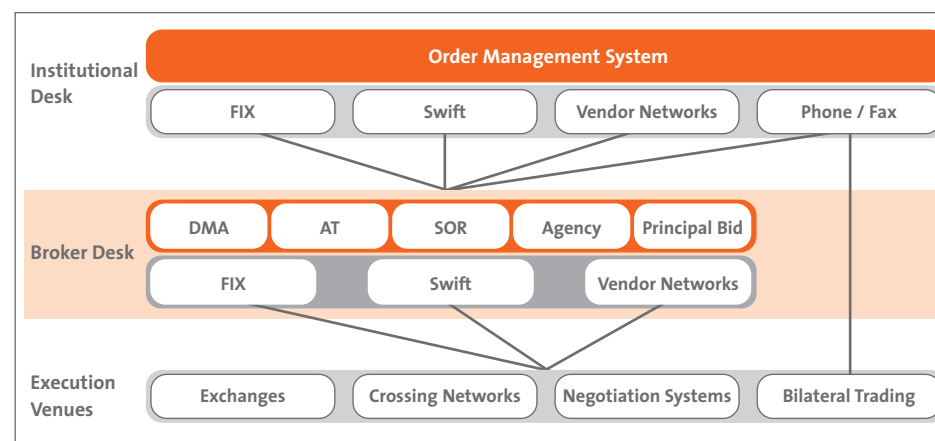 Order Management System
Institutional
Desk
FIX
Swift
Vendor Networks
Phone / Fax
Broker Desk
DMA
AT
SOR
Agency
Principal Bid
FIX
Swift
Vendor Networks
Execution
Venues
Exchanges
Crossing Networks
Negotiation Systems
Bilateral Trading